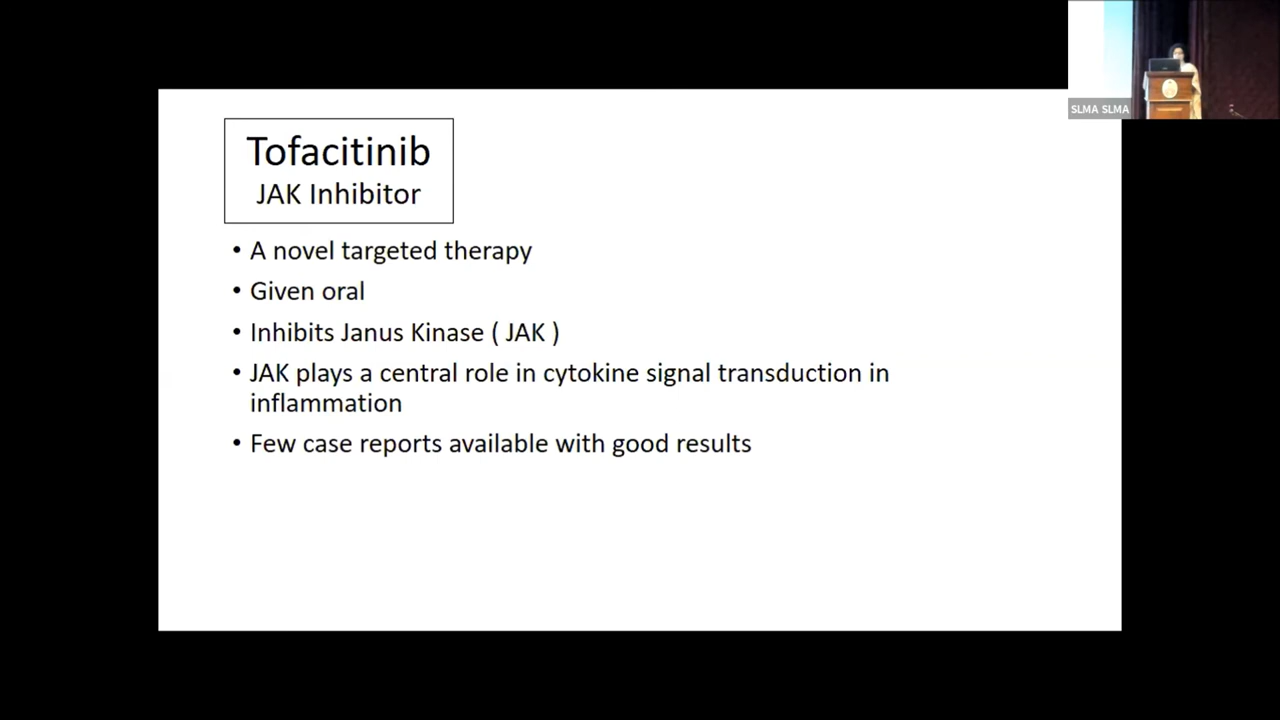 SLMA SLMA
Tofacitinib
JAK Inhibitor
• A novel targeted therapy
• Given oral
• Inhibits Janus Kinase ( JAK )
• JAK plays a central role in cytokine signal transduction in
inflammation
• Few case reports available with good results